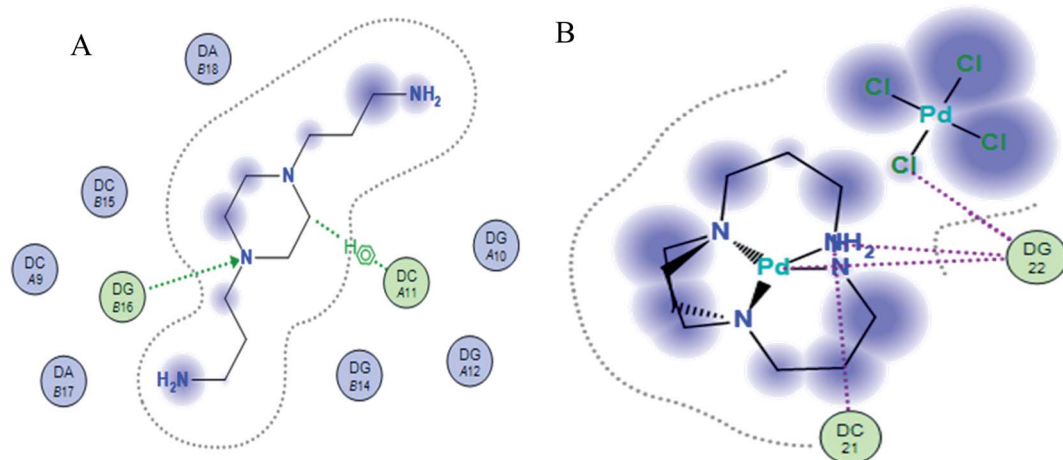 A
DA
B18
NH2
N
DC
B15
DC
A9
N
DG
B16
H
DC
A11
DG
A10
DA
B17
H2N
DG
B14
DG
A12
B
Cl
Cl
Pd
Cl
Cl
N
NH2
Pd
N
N
DG
22
DC
21